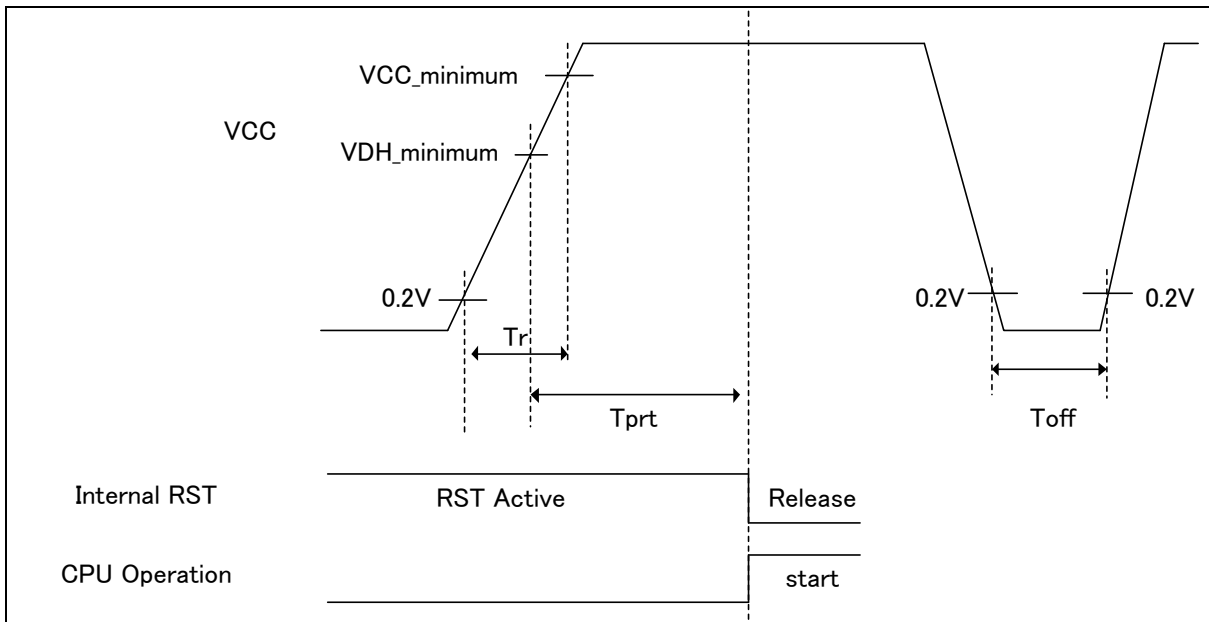 VCC_minimum
VCC
VDH_minimum
0.2V
0.2V
0.2V
Tr
Tprt
Toff
Internal RST
RST Active
Release
CPU Operation
start